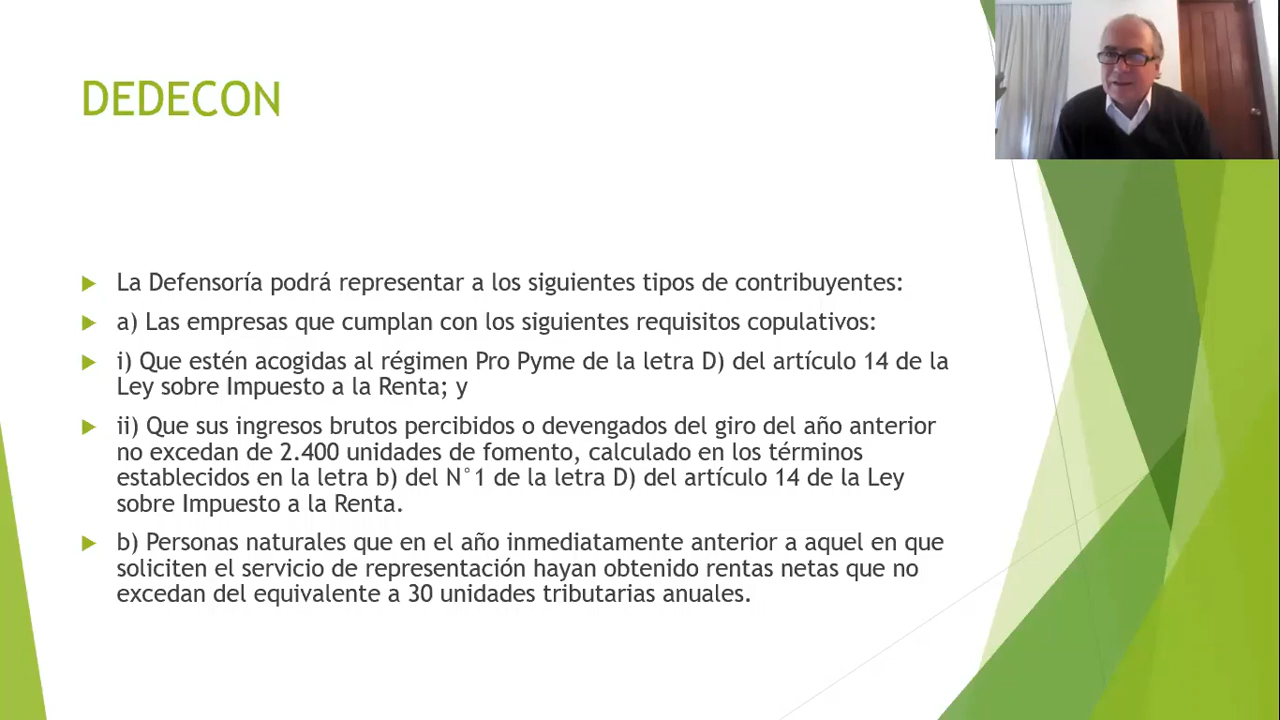 DEDECON
La Defensoría podrá representar a los siguientes tipos de contribuyentes:
a) Las empresas que cumplan con los siguientes requisitos copulativos:
i) Que estén acogidas al régimen Pro Pyme de la letra D) del artículo 14 de la
Ley sobre Impuesto a la Renta; y
ii) Que sus ingresos brutos percibidos o devengados del giro del año anterior
no excedan de 2.400 unidades de fomento, calculado en los términos
establecidos en la letra b) del N°1 de la letra D) del artículo 14 de la Ley
sobre Impuesto a la Renta.
b) Personas naturales que en el año inmediatamente anterior a aquel en que
soliciten el servicio de representación hayan obtenido rentas netas que no
excedan del equivalente a 30 unidades tributarias anuales.